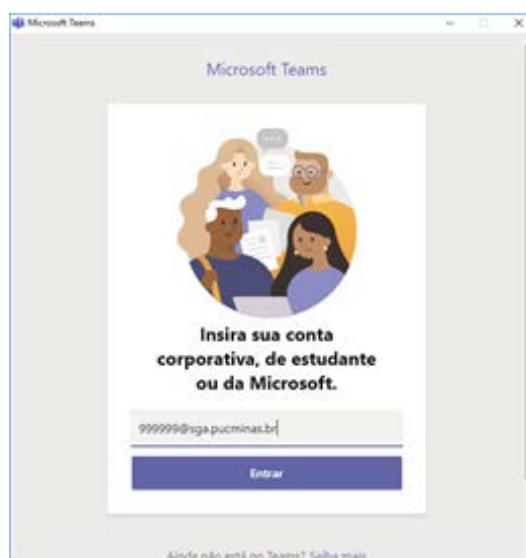 Microsoft Teams
Microsoft Teams
Insira sua conta
corporativa, de estudante
ou da Microsoft.
999999@sga.pucminas.br
Entrar
Ainda não está no Teams? Saiba mais